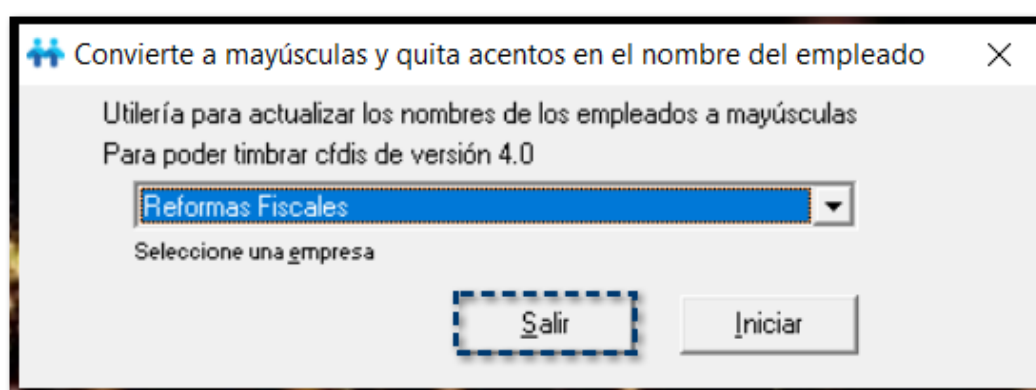 Convierte a mayúsculas y quita acentos en el nombre del empleado
Utilería para actualizar los nombres de los empleados a mayúsculas
Para poder timbrar cfdis de versión 4.0
Reformas Fiscales
Seleccione una empresa
Salir Iniciar